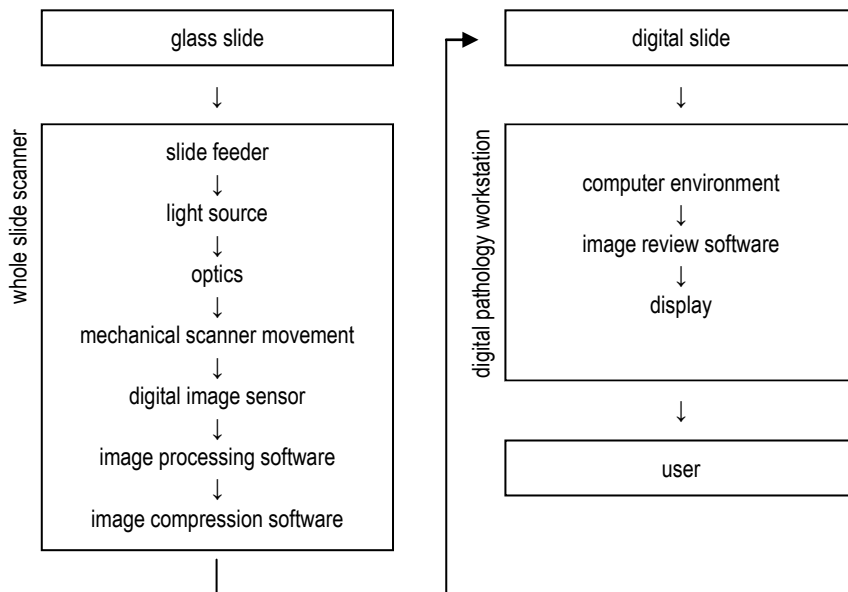 glass slide
↓
whole slide scanner
slide feeder
↓
light source
↓
optics
↓
mechanical scanner movement
↓
digital image sensor
↓
image processing software
↓
image compression software
digital slide
↓
digital pathology workstation
computer environment
↓
image review software
↓
display
↓
user